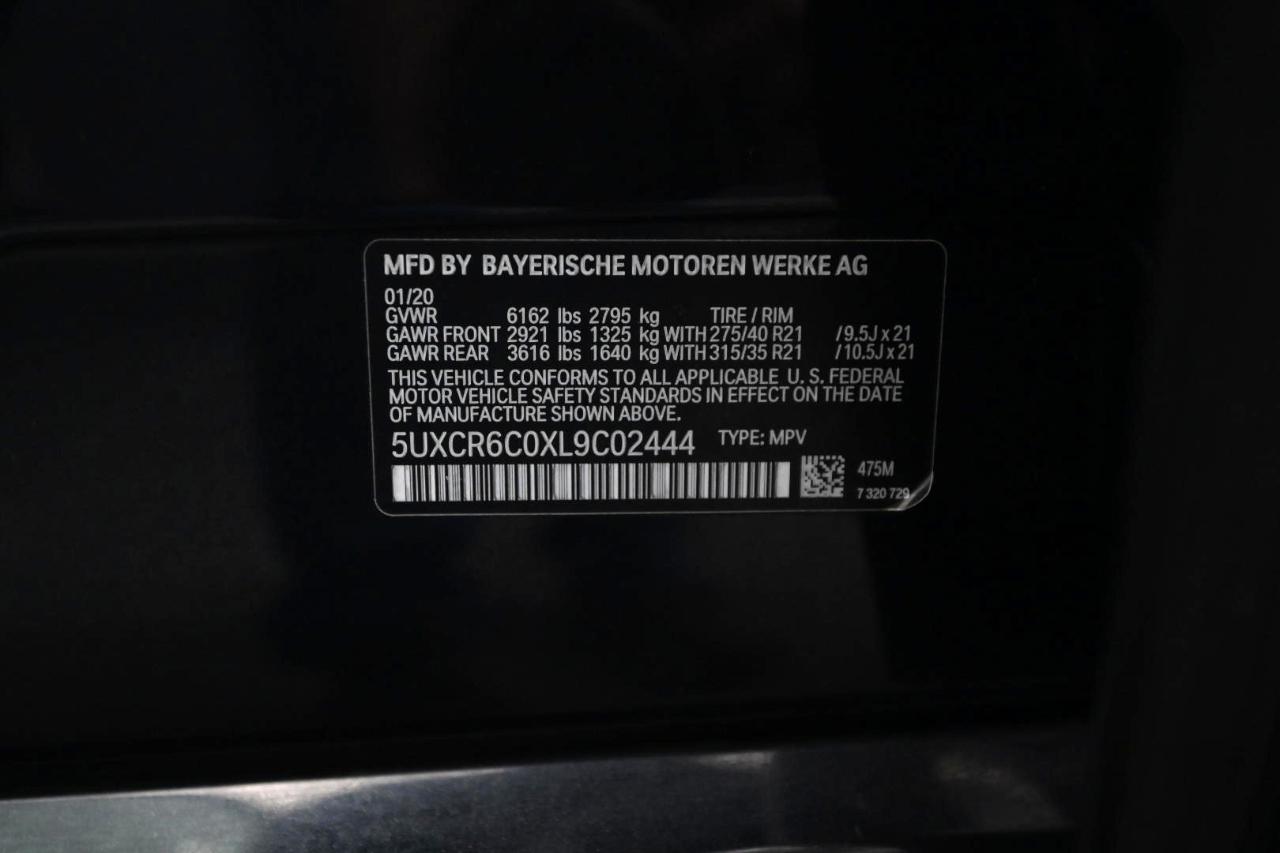 MFD BY BAYERISCHE MOTOREN WERKE AG
01/20
GVWR 6162 lbs 2795 kg TIRE / RIM
GAWR FRONT 2921 lbs 1325 kg WITH 275/40 R21 /9.5J x 21
GAWR REAR 3616 lbs 1640 kg WITH 315/35 R21 /10.5J x 21
THIS VEHICLE CONFORMS TO ALL APPLICABLE U. S. FEDERAL
MOTOR VEHICLE SAFETY STANDARDS IN EFFECT ON THE DATE
OF MANUFACTURE SHOWN ABOVE.
5UXCR6C0XL9C02444 TYPE: MPV
475M
7 320 729